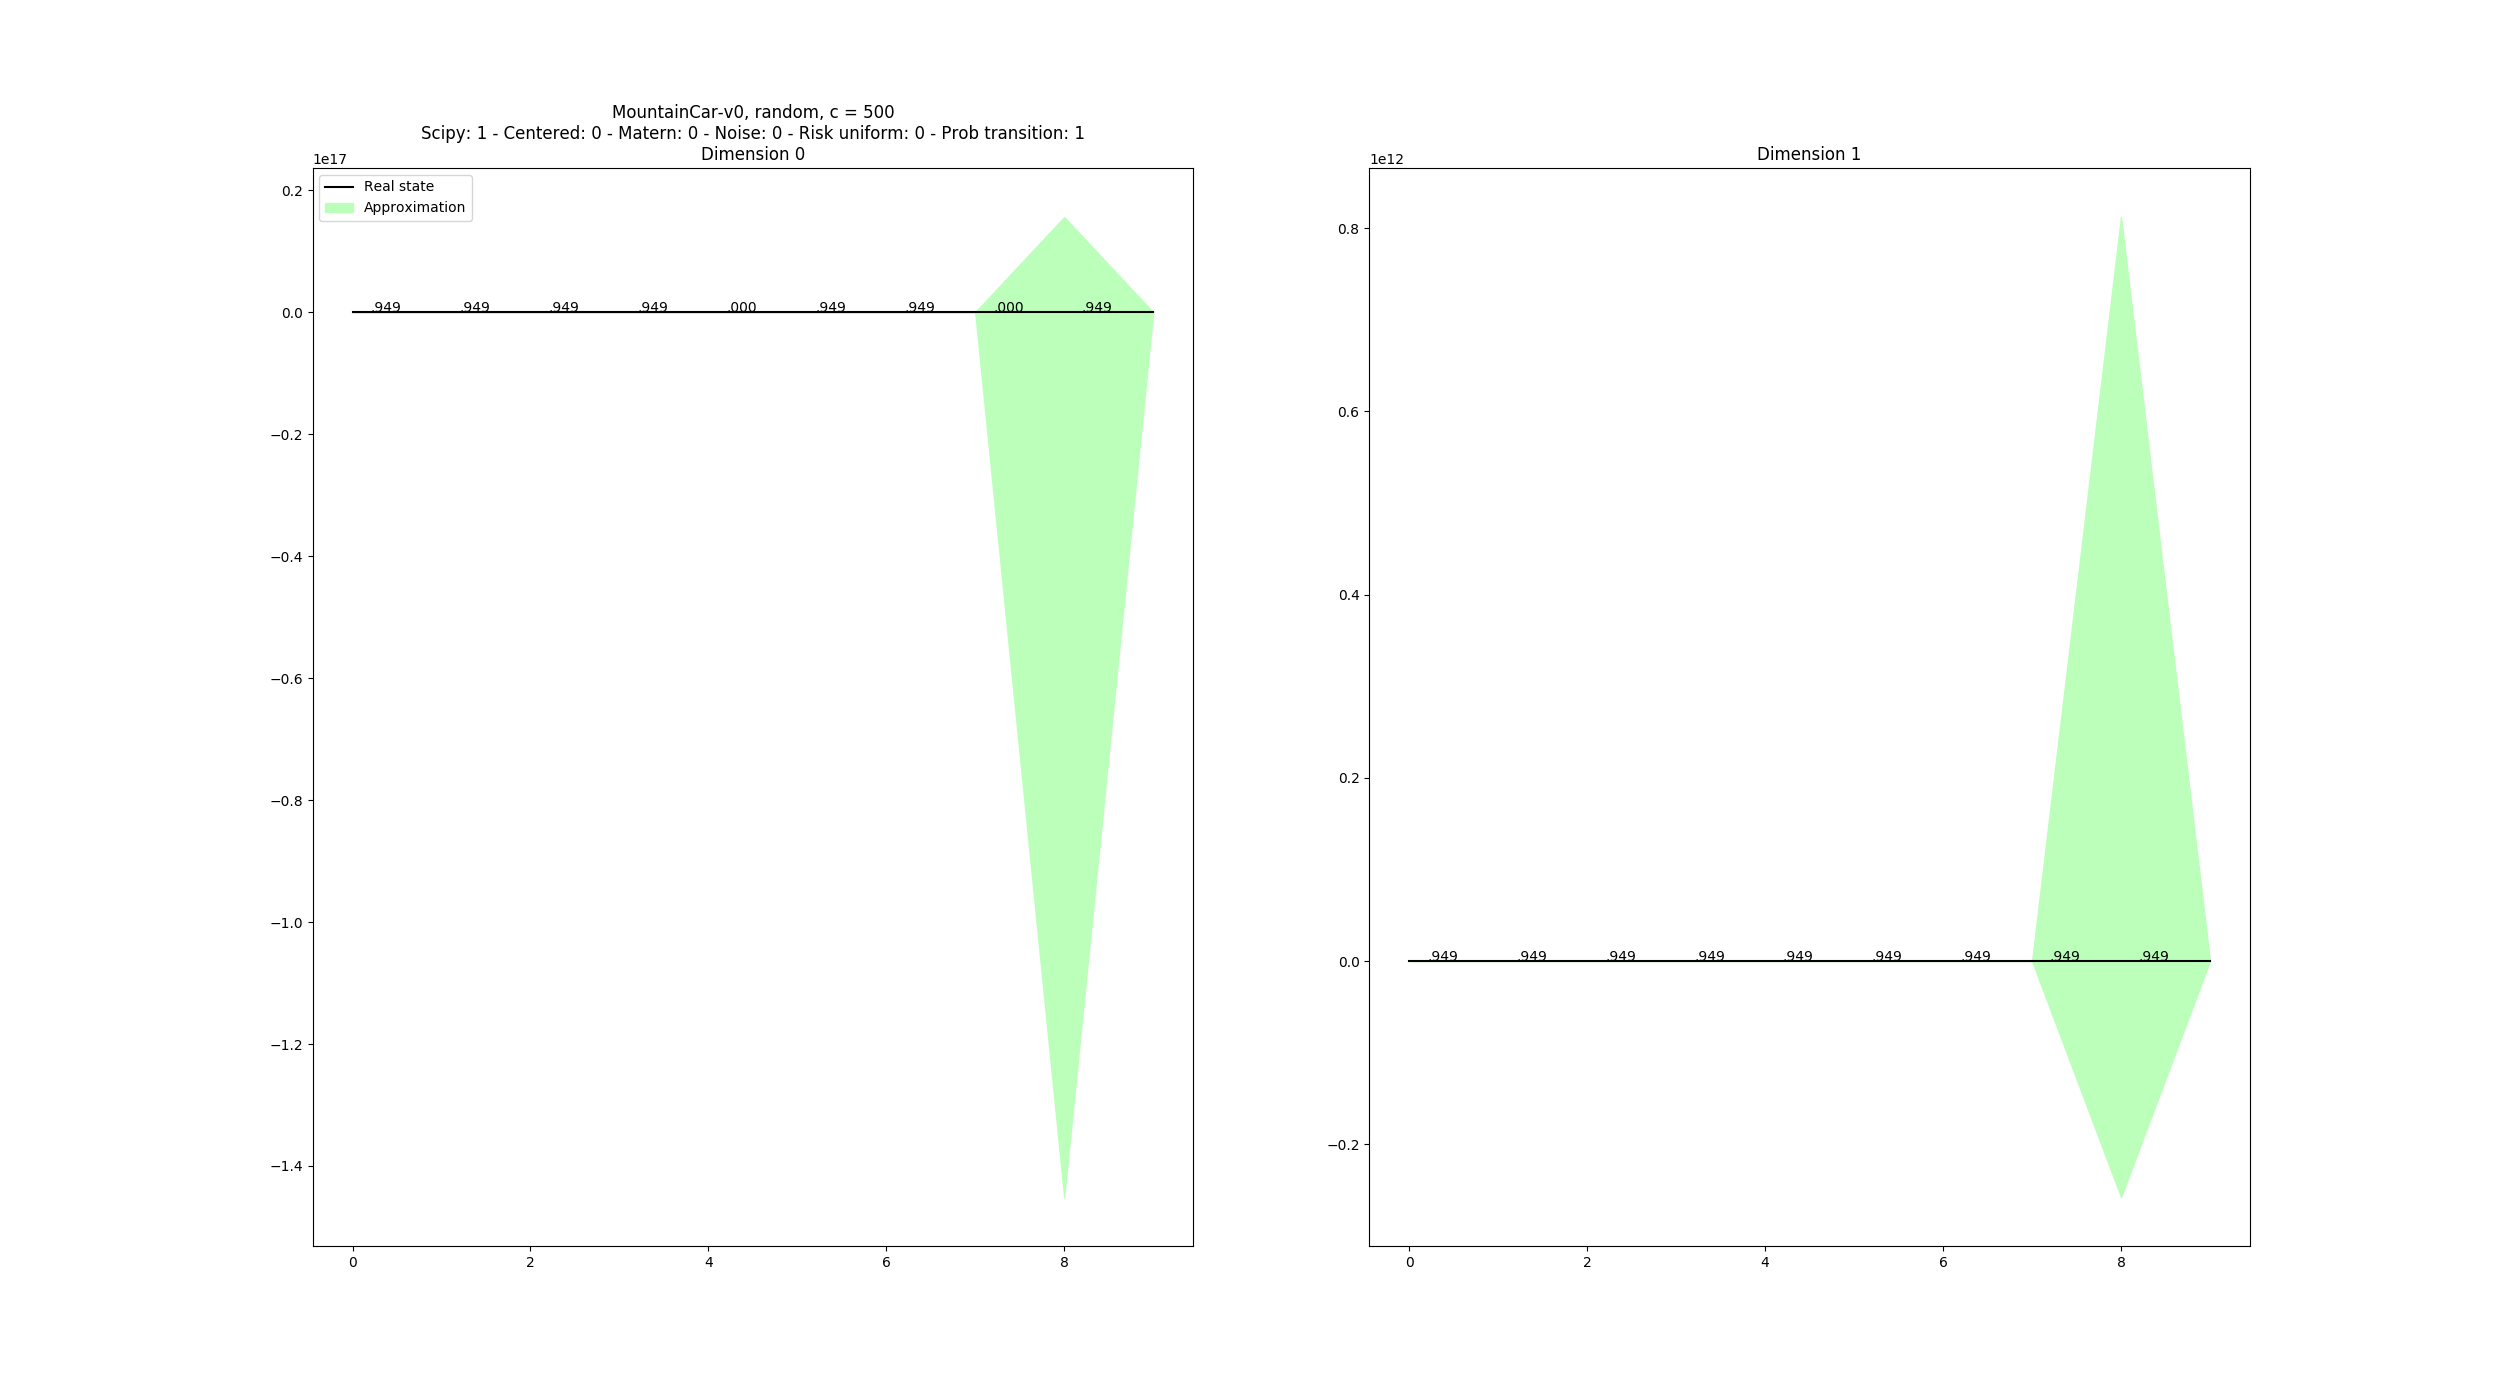 MountainCar-v0, random, c = 500
Scipy: 1 - Centered: 0 - Matern: 0 - Noise: 0 - Risk uniform: 0 - Prob transition: 1
Dimension 0
1e17
Real state
Approximation
0.2
0.0
−0.2
−0.4
−0.6
−0.8
−1.0
−1.2
−1.4
.949 .949 .949 .949 .000 .949 .949 .000 .949
0 2 4 6 8
Dimension 1
1e12
0.8
0.6
0.4
0.2
0.0
−0.2
.949 .949 .949 .949 .949 .949 .949 .949 .949
0 2 4 6 8